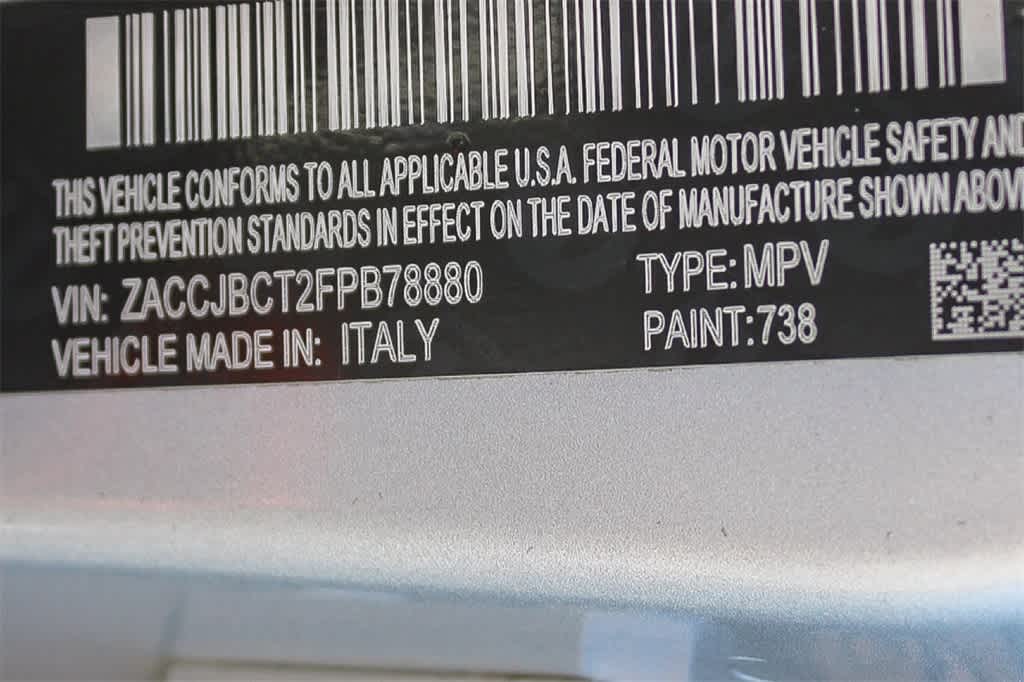 THIS VEHICLE CONFORMS TO ALL APPLICABLE U.S.A. FEDERAL MOTOR VEHICLE SAFETY AND
THEFT PREVENTION STANDARDS IN EFFECT ON THE DATE OF MANUFACTURE SHOWN ABOV
VIN: ZACCJBCT2FPB78880 TYPE: MPV
VEHICLE MADE IN: ITALY PAINT: 738